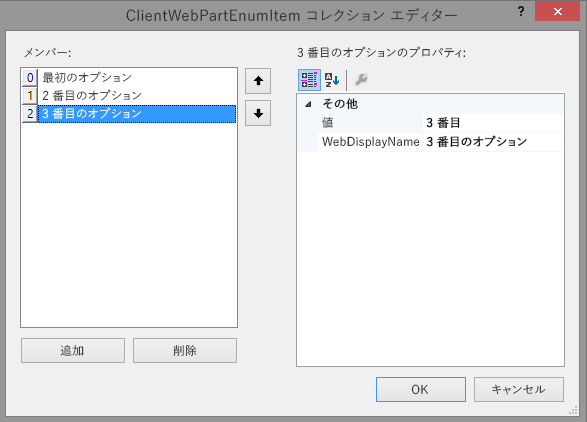 ClientWebPartEnumItem コレクション エディター
? ×
メンバー:
0 最初のオプション
1 2 番目のオプション
2 3 番目のオプション
追加 削除
3 番目のオプションのプロパティ:
その他
値 3 番目
WebDisplayName 3 番目のオプション
OK キャンセル